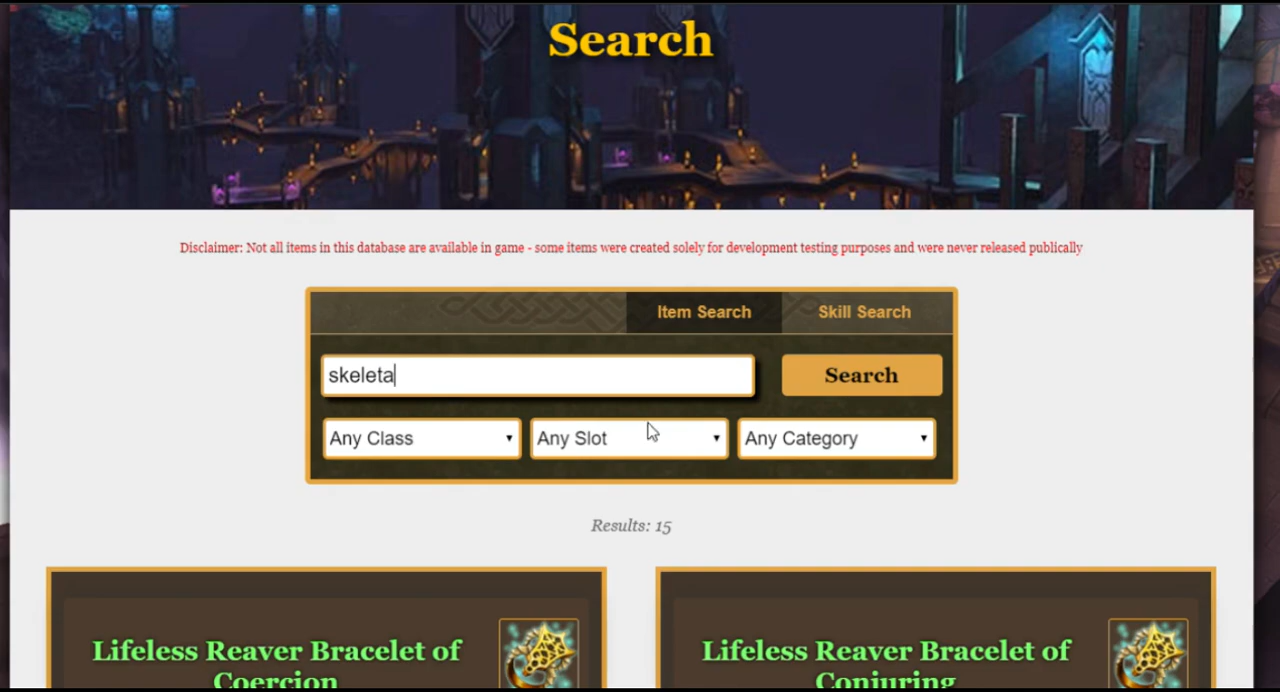 Search
Disclaimer: Not all items in this database are available in game - some items were created solely for development testing purposes and were never released publically
Item Search
Skill Search
skeleta
Search
Any Class
Any Slot
Any Category
Results: 15
Lifeless Reaver Bracelet of
Coercion
Lifeless Reaver Bracelet of
Conjuring